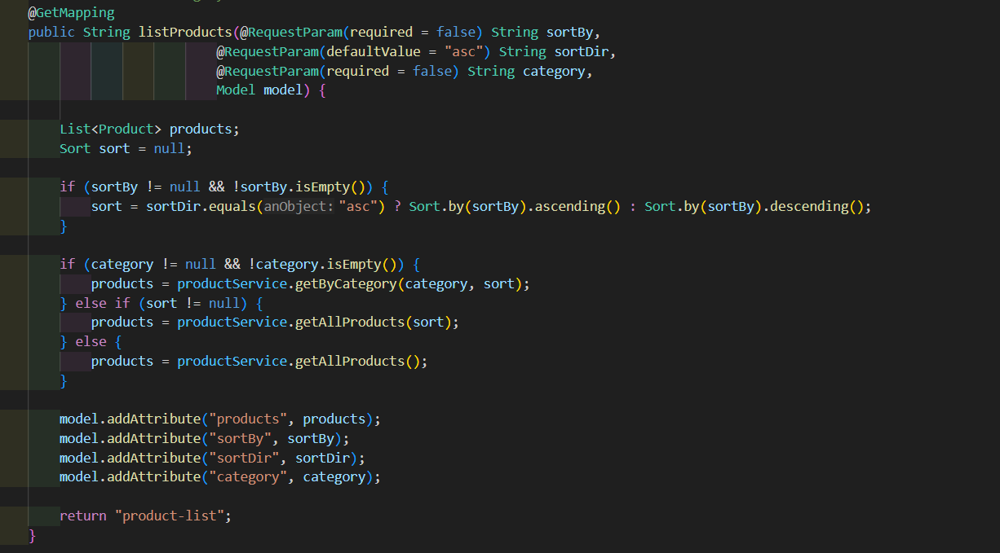 @GetMapping
public String listProducts(@RequestParam(required = false) String sortBy,
@RequestParam(defaultValue = "asc") String sortDir,
@RequestParam(required = false) String category,
Model model) {
List<Product> products;
Sort sort = null;
if (sortBy != null && !sortBy.isEmpty()) {
sort = sortDir.equals(anObject: "asc") ? Sort.by(sortBy).ascending() : Sort.by(sortBy).descending();
}
if (category != null && !category.isEmpty()) {
products = productService.getByCategory(category, sort);
} else if (sort != null) {
products = productService.getAllProducts(sort);
} else {
products = productService.getAllProducts();
}
model.addAttribute("products", products);
model.addAttribute("sortBy", sortBy);
model.addAttribute("sortDir", sortDir);
model.addAttribute("category", category);
return "product-list";
}